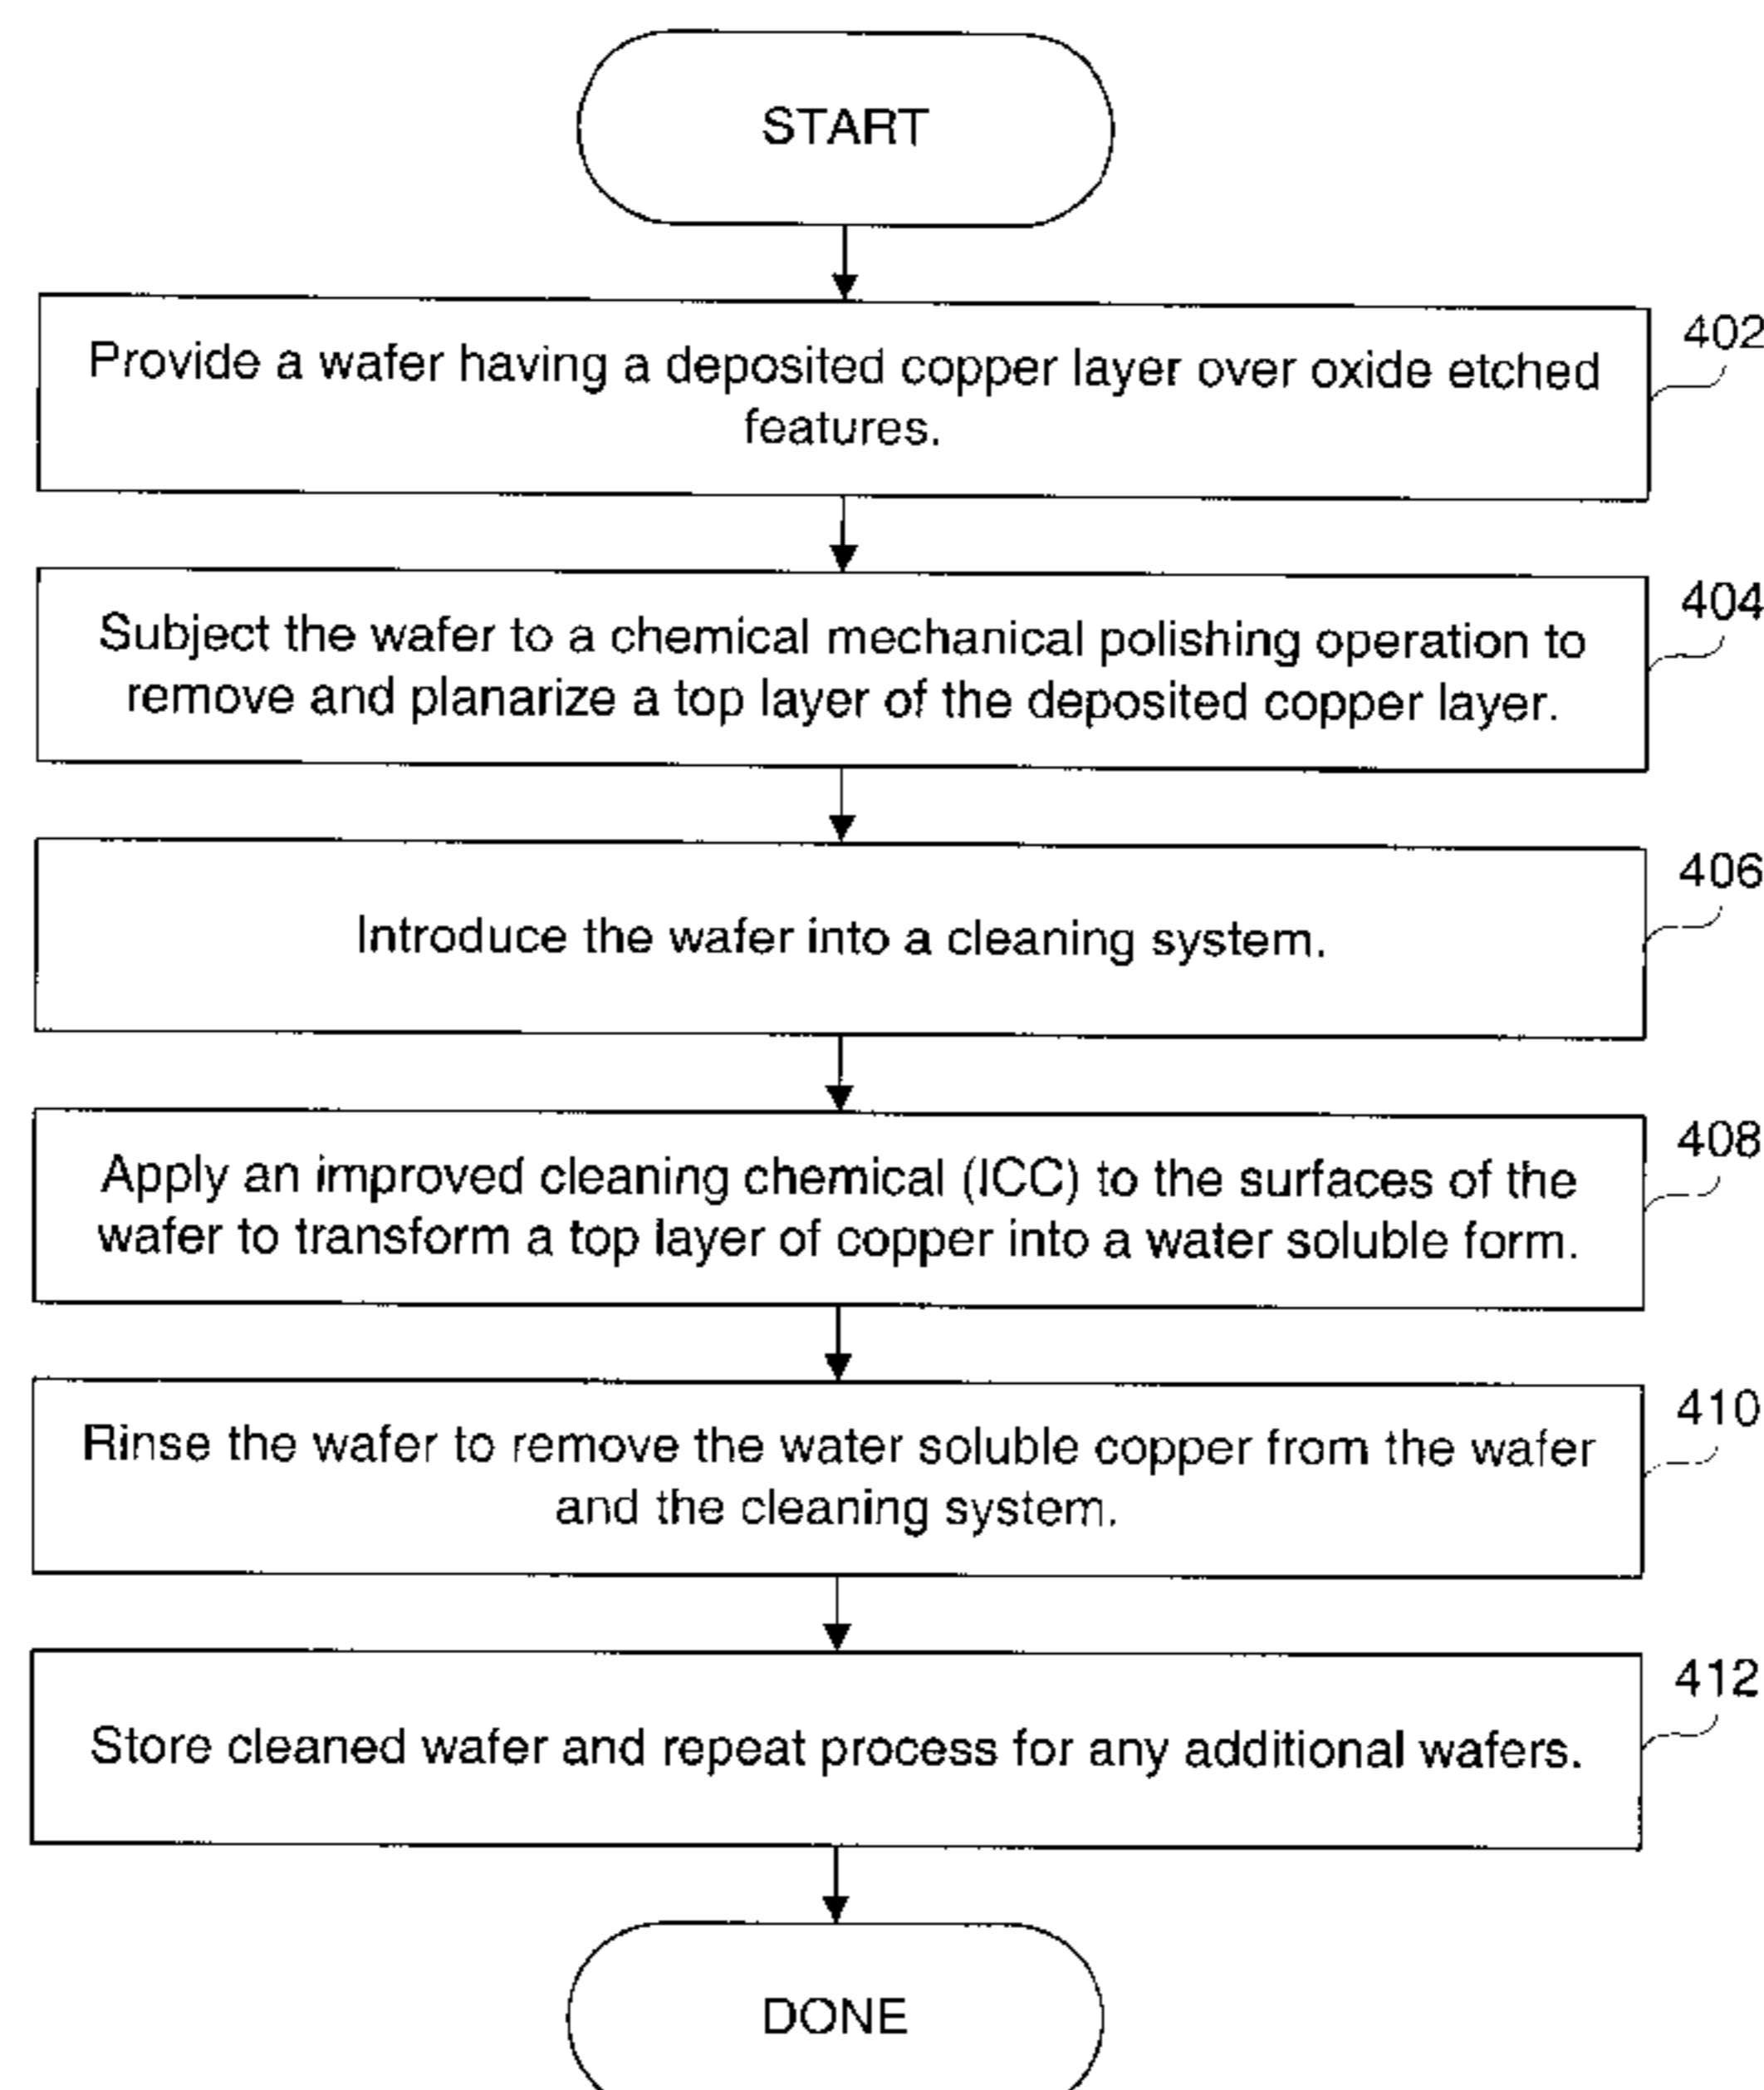 START
Provide a wafer having a deposited copper layer over oxide etched
features.
402
Subject the wafer to a chemical mechanical polishing operation to
remove and planarize a top layer of the deposited copper layer.
404
Introduce the wafer into a cleaning system.
406
Apply an improved cleaning chemical (ICC) to the surfaces of the
wafer to transform a top layer of copper into a water soluble form.
408
Rinse the wafer to remove the water soluble copper from the wafer
and the cleaning system.
410
Store cleaned wafer and repeat process for any additional wafers.
412
DONE